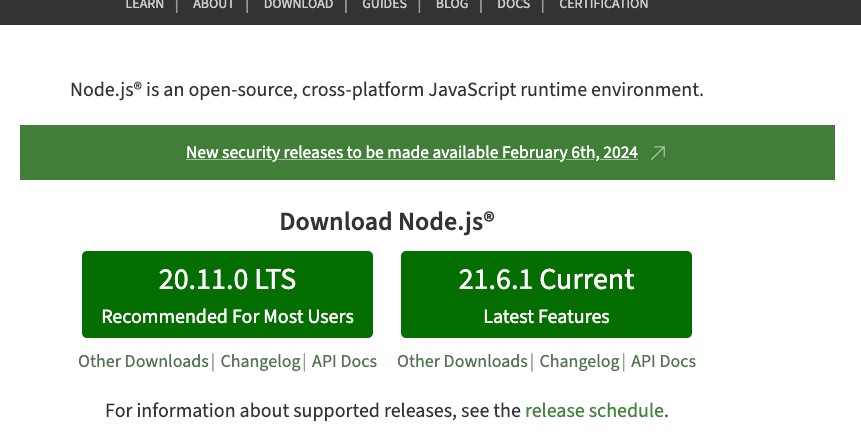 LEARN | ABOUT | DOWNLOAD | GUIDES | BLOG | DOCS | CERTIFICATION
Node.js® is an open-source, cross-platform JavaScript runtime environment.
New security releases to be made available February 6th, 2024
Download Node.js®
20.11.0 LTS
Recommended For Most Users
21.6.1 Current
Latest Features
Other Downloads | Changelog | API Docs
Other Downloads | Changelog | API Docs
For information about supported releases, see the release schedule.